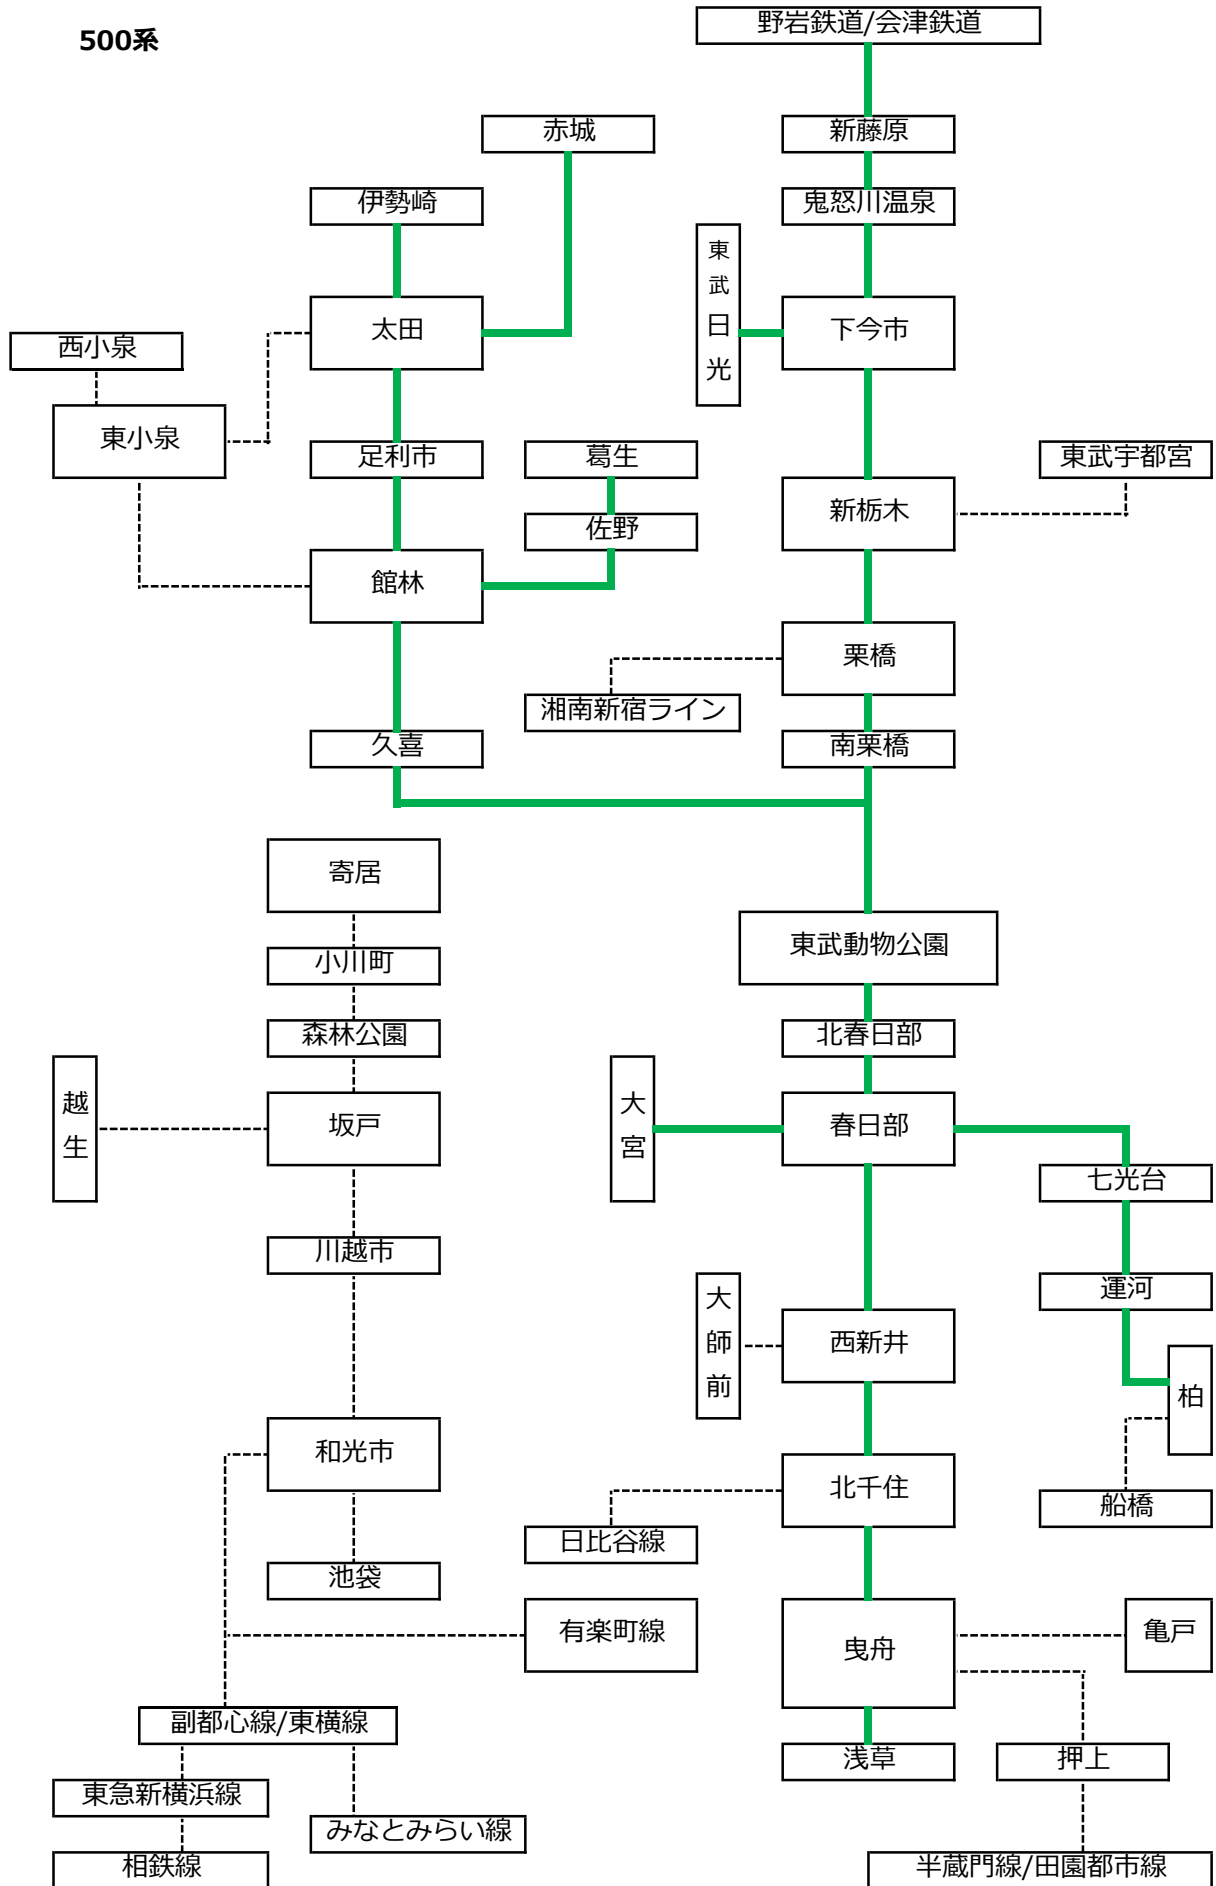 500系
野岩鉄道/会津鉄道
赤城
新藤原
伊勢崎
鬼怒川温泉
東武日光
太田
下今市
西小泉
東小泉
足利市
葛生
東武宇都宮
新栃木
佐野
館林
栗橋
湘南新宿ライン
久喜
南栗橋
寄居
東武動物公園
小川町
森林公園
北春日部
越生
坂戸
大宮
春日部
七光台
川越市
運河
大師前
西新井
柏
和光市
北千住
船橋
日比谷線
池袋
有楽町線
曳舟
亀戸
副都心線/東横線
浅草
押上
東急新横浜線
みなとみらい線
相鉄線
半蔵門線/田園都市線